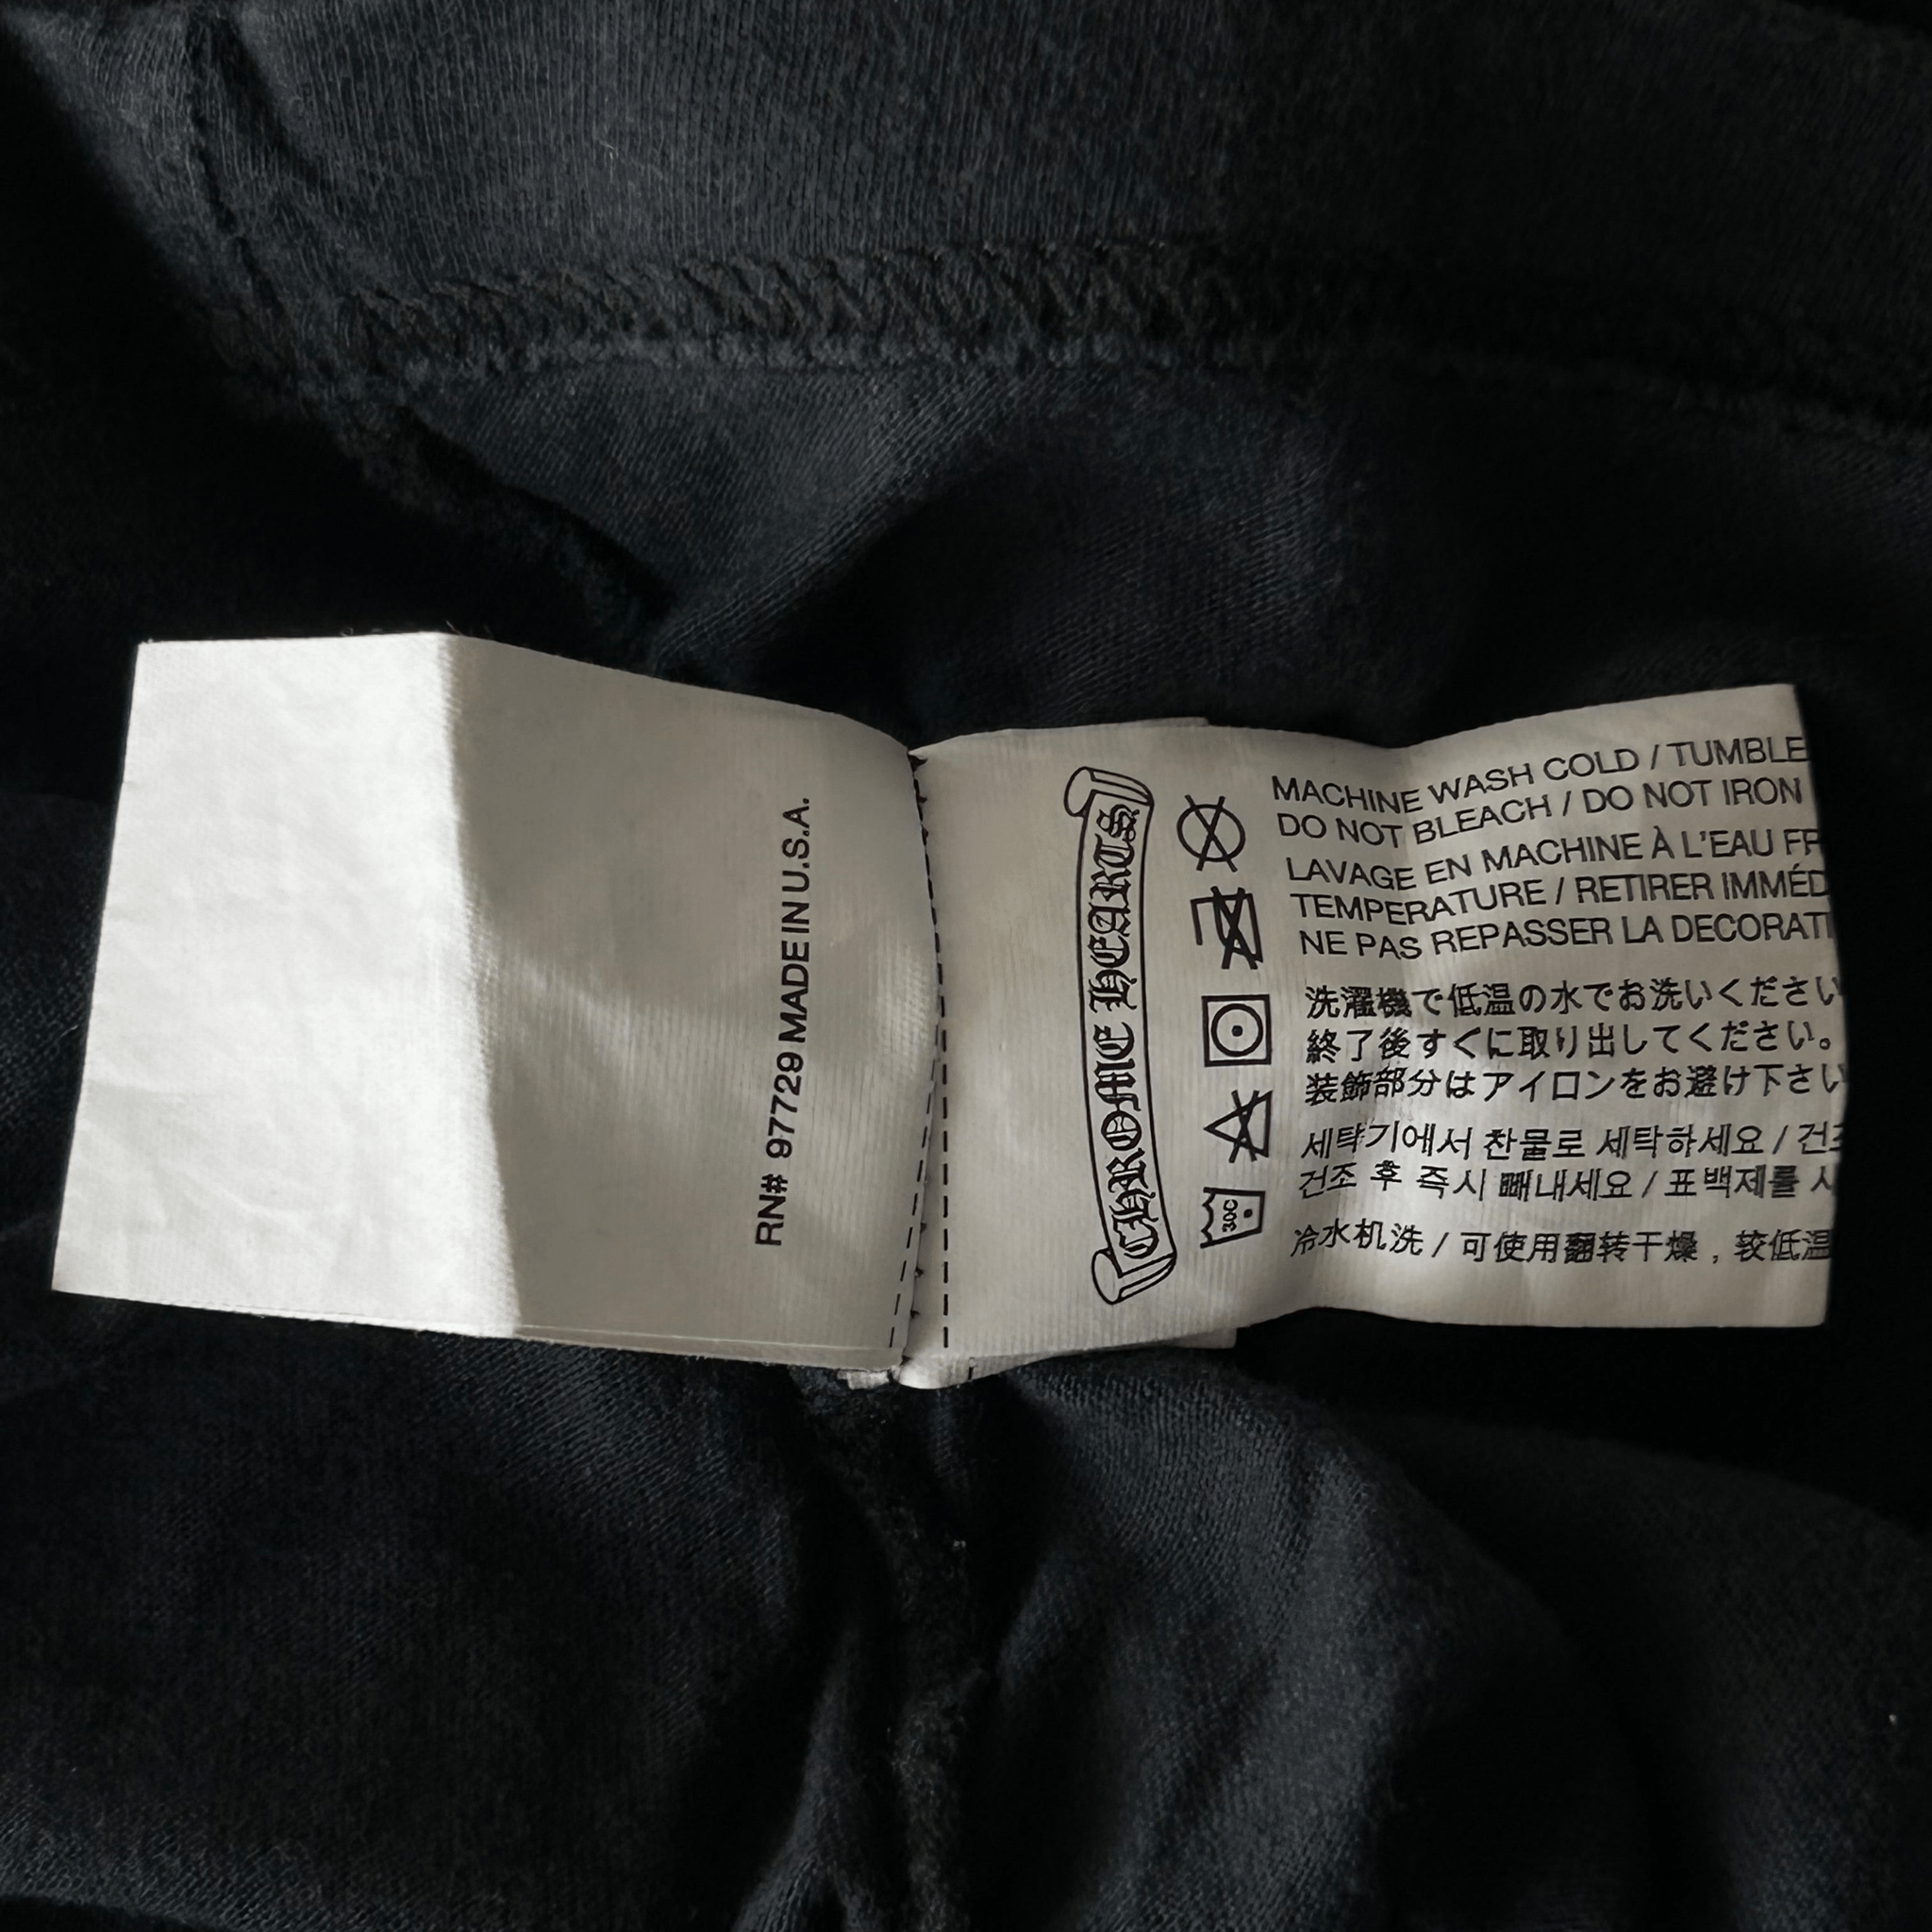 RN# 97729 MADE IN U.S.A.
CHROME HEARTS
30C
MACHINE WASH COLD / TUMBLE
DO NOT BLEACH / DO NOT IRON
LAVAGE EN MACHINE À L'EAU FR
TEMPERATURE / RETIRER IMMÉD
NE PAS REPASSER LA DECORATI
洗濯機で低温の水でお洗いください
終了後すぐに取り出してください。
装飾部分はアイロンをお避け下さい
세탁기에서 찬물로 세탁하세요 / 건조
건조 후 즉시 빼내세요 / 표백제를 사
冷水机洗 / 可使用翻转干燥，较低温